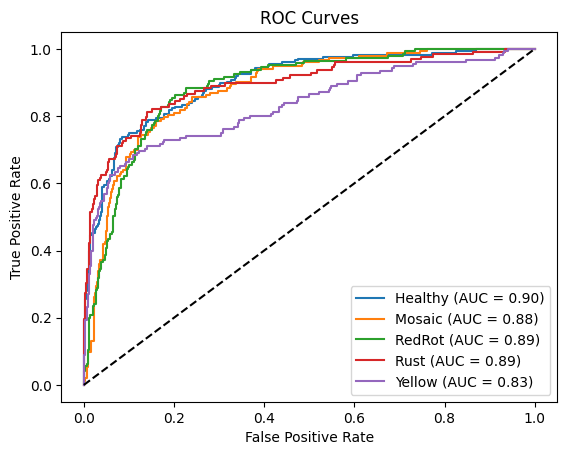 ROC Curves
1.0
0.8
0.6
0.4
0.2
0.0
True Positive Rate
Healthy (AUC = 0.90)
Mosaic (AUC = 0.88)
RedRot (AUC = 0.89)
Rust (AUC = 0.89)
Yellow (AUC = 0.83)
0.0 0.2 0.4 0.6 0.8 1.0
False Positive Rate